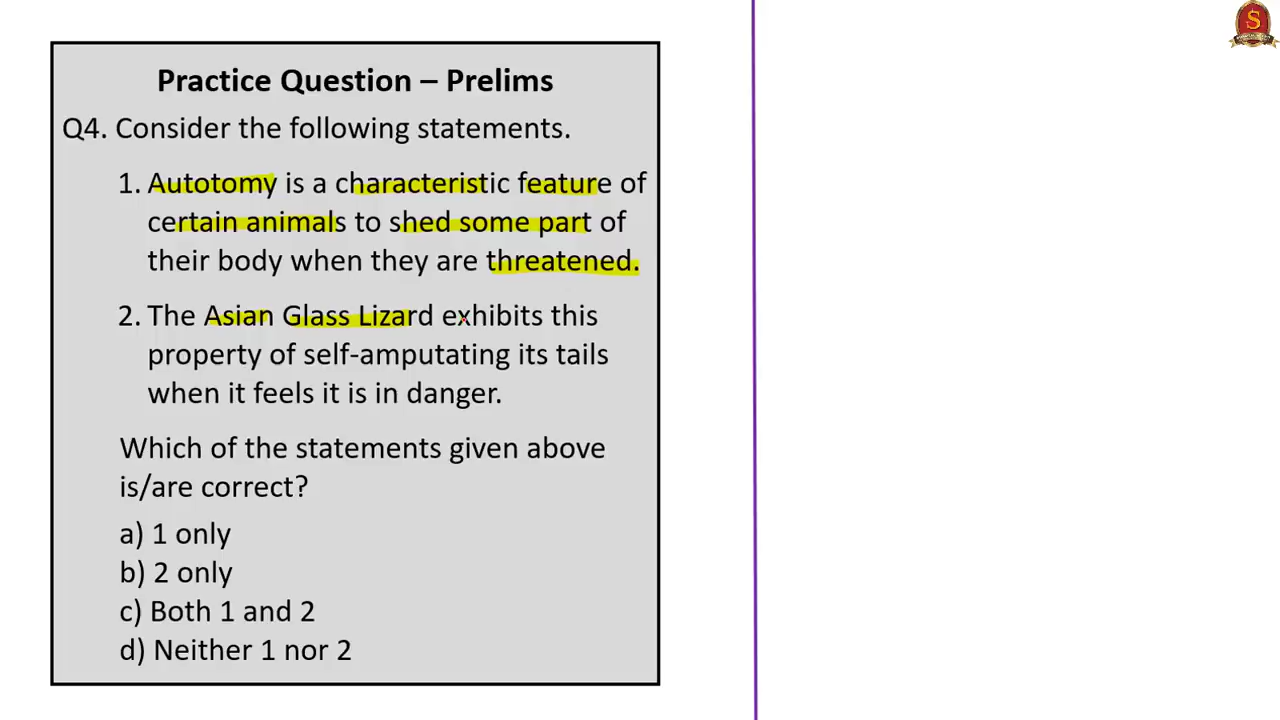 Practice Question – Prelims
Q4. Consider the following statements.
1. Autotomy is a characteristic feature of
certain animals to shed some part of
their body when they are threatened.
2. The Asian Glass Lizard exhibits this
property of self-amputating its tails
when it feels it is in danger.
Which of the statements given above
is/are correct?
a) 1 only
b) 2 only
c) Both 1 and 2
d) Neither 1 nor 2
S